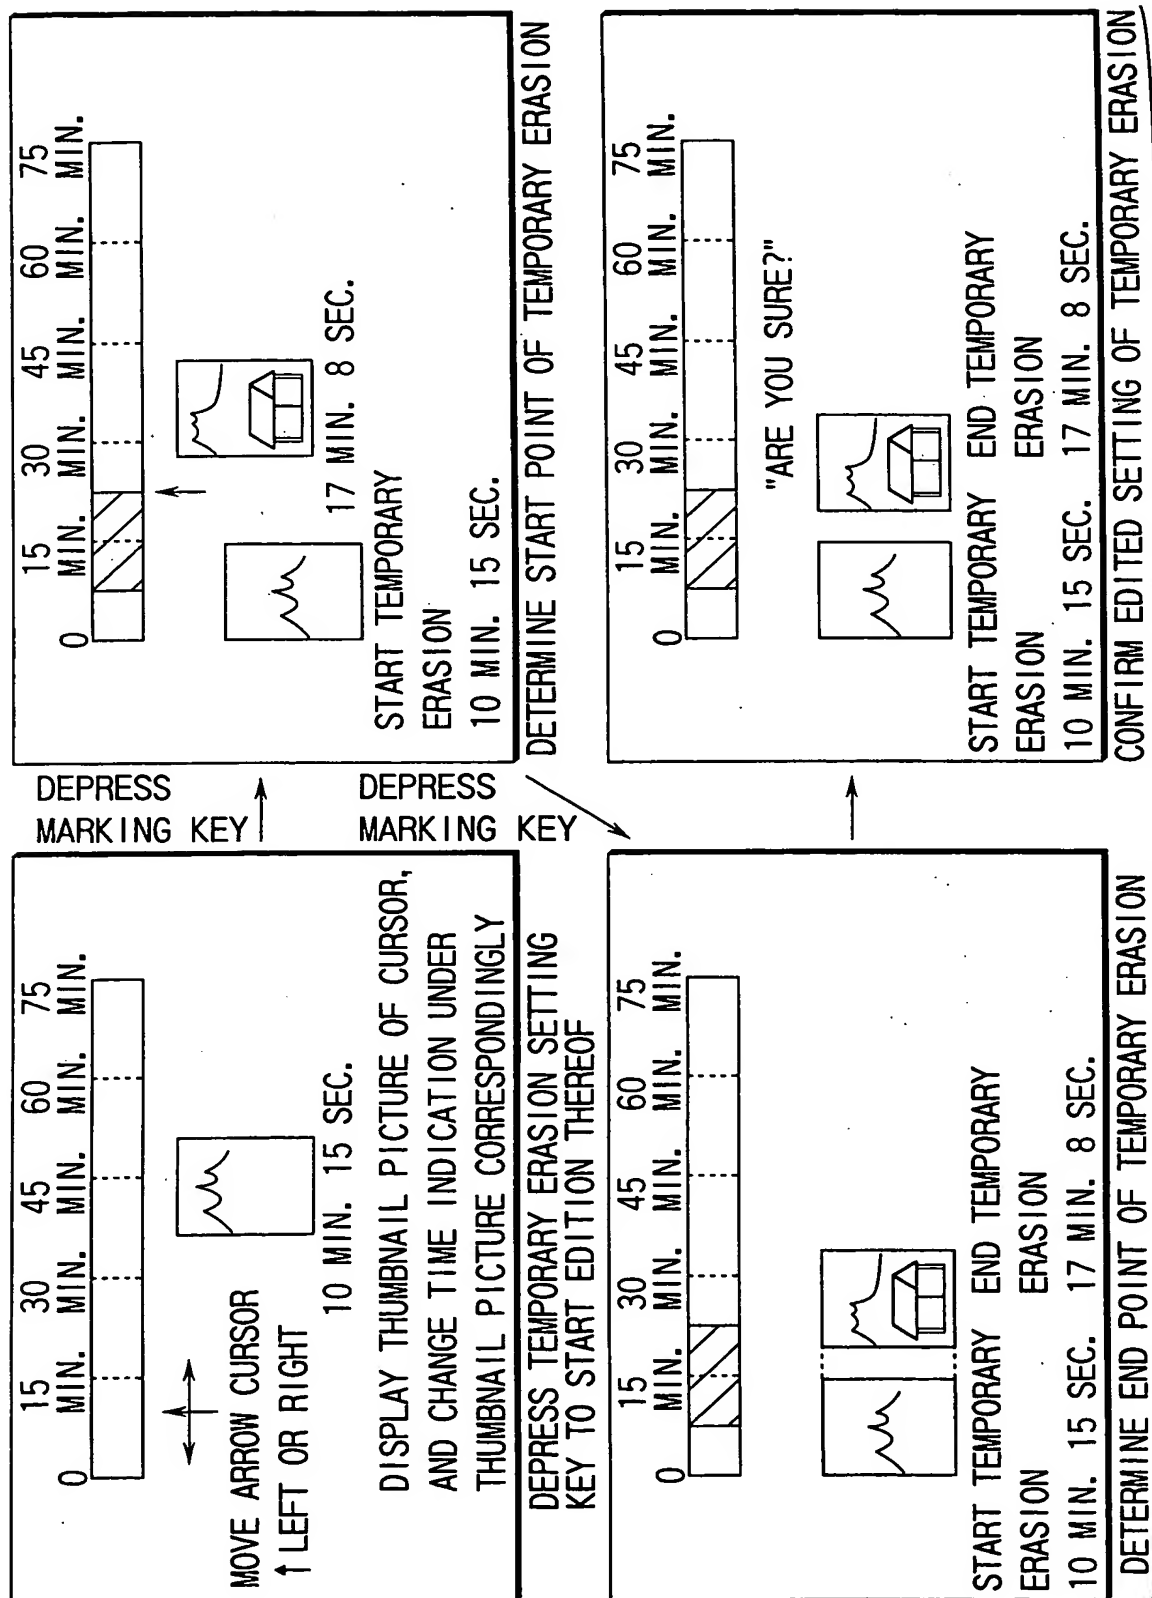 0
15
MIN.
30
MIN.
45
MIN.
60
MIN.
75
MIN.
MOVE ARROW CURSOR
↑LEFT OR RIGHT
10 MIN. 15 SEC.
DISPLAY THUMBNAIL PICTURE OF CURSOR,
AND CHANGE TIME INDICATION UNDER
THUMBNAIL PICTURE CORRESPONDINGLY
DEPRESS TEMPORARY ERASION SETTING
KEY TO START EDITION THEREOF
DEPRESS
MARKING KEY
0
15
MIN.
30
MIN.
45
MIN.
60
MIN.
75
MIN.
17 MIN. 8 SEC.
START TEMPORARY
ERASION
10 MIN. 15 SEC.
DETERMINE START POINT OF TEMPORARY ERASION
DEPRESS
MARKING KEY
0
15
MIN.
30
MIN.
45
MIN.
60
MIN.
75
MIN.
START TEMPORARY END TEMPORARY
ERASION ERASION
10 MIN. 15 SEC. 17 MIN. 8 SEC.
DETERMINE END POINT OF TEMPORARY ERASION
0
15
MIN.
30
MIN.
45
MIN.
60
MIN.
75
MIN.
"ARE YOU SURE?"
START TEMPORARY END TEMPORARY
ERASION ERASION
10 MIN. 15 SEC. 17 MIN. 8 SEC.
CONFIRM EDITED SETTING OF TEMPORARY ERASION